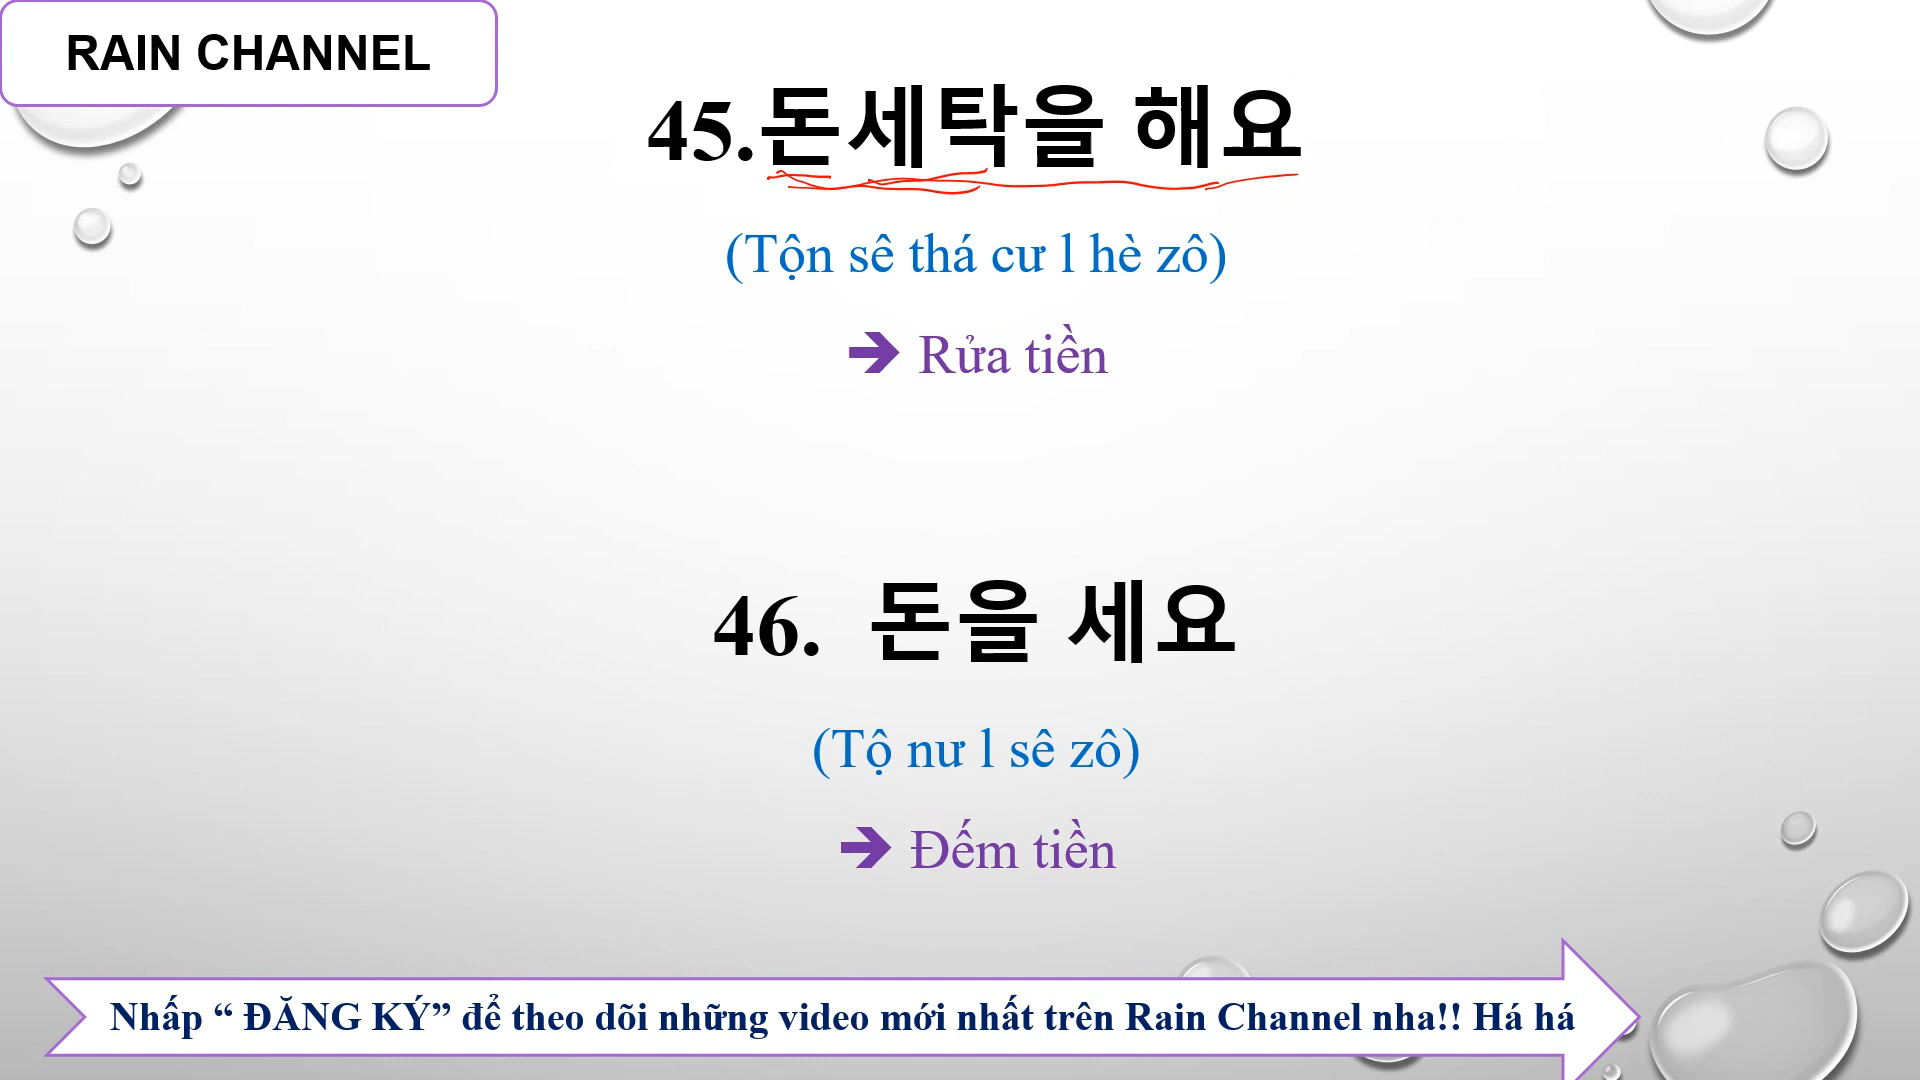 RAIN CHANNEL
45.돈세탁을 해요
(Tộn sê thá cư l hè zô)
➔ Rửa tiền
46. 돈을 세요
(Tộ nư l sê zô)
➔ Đếm tiền
Nhấp “ ĐĂNG KÝ” để theo dõi những video mới nhất trên Rain Channel nha!! Há há